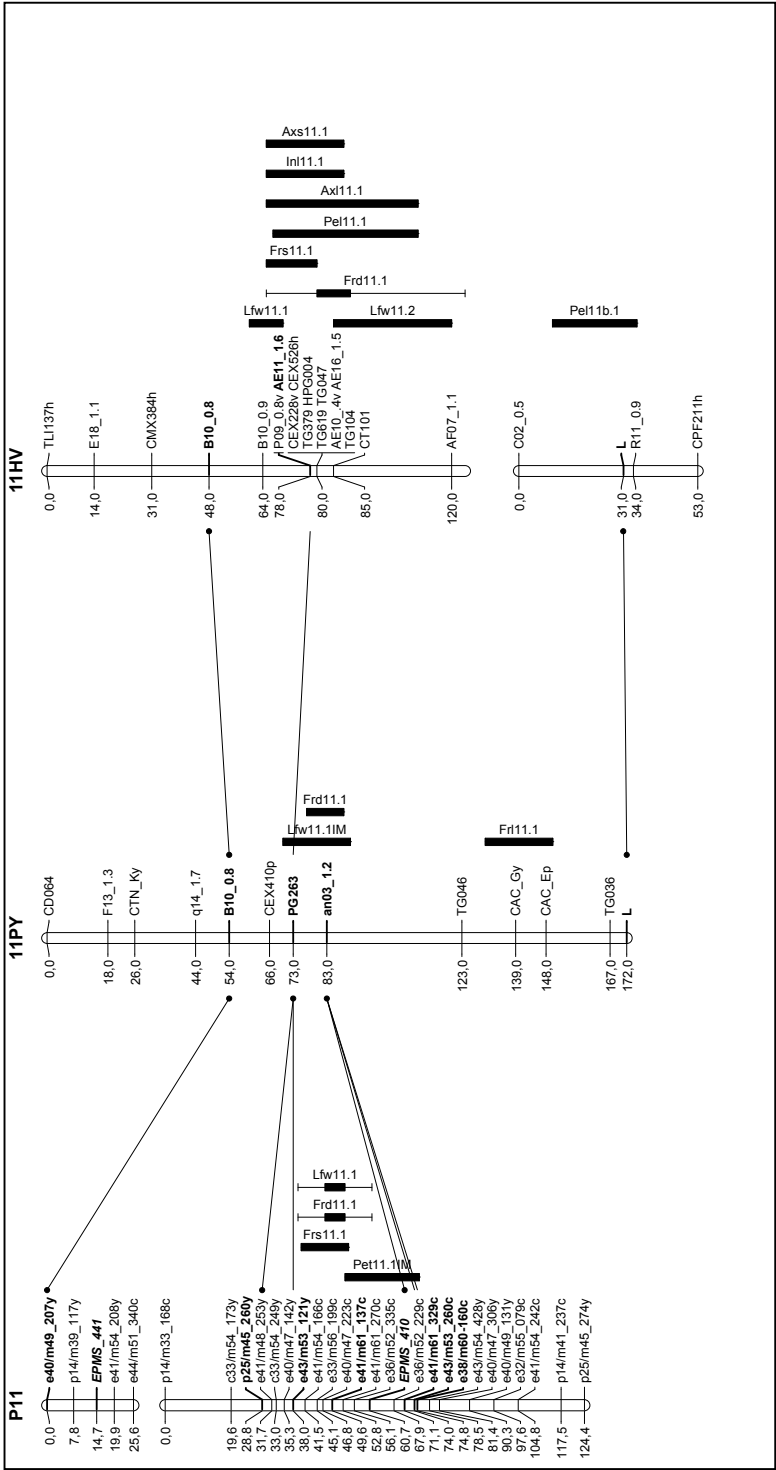 P11
0,0 e40/m49_207y
7,8 p14/m39_117y
14,7 EPMS_441
19,9 e41/m54_208y
25,6 e44/m51_340c
0,0 p14/m33_168c
19,6 c33/m54_173y
28,8 p25/m45_260y
31,7 e41/m48_253y
33,0 c33/m54_249y
35,3 e40/m47_142y
38,0 e43/m53_121y
41,5 e41/m54_166c
45,1 e33/m56_199c
46,8 e40/m47_223c
49,6 e41/m61_137c
52,8 e41/m61_270c
56,1 e36/m52_335c
60,7 EPMS_410
67,9 e36/m52_229c
71,1 e41/m61_329c
74,0 e43/m53_260c
74,8 e38/m60-160c
78,5 e43/m54_428y
81,4 e40/m47_306y
90,3 e40/m49_131y
97,6 e32/m55_079c
104,8 e41/m54_242c
117,5 p14/m41_237c
124,4 p25/m45_274y
Pet11.1IM
Frs11.1
Frd11.1
Lfw11.1
11PY
0,0 CD064
18,0 F13_1.3
26,0 CTN_Ky
44,0 q14_1.7
54,0 B10_0.8
66,0 CEX410p
73,0 PG263
83,0 an03_1.2
123,0 TG046
139,0 CAC_Gy
148,0 CAC_Ep
167,0 TG036
172,0 L
Lfw11.1IM
Frd11.1
Frl11.1
11HV
0,0 TLI137h
14,0 E18_1.1
31,0 CMX384h
48,0 B10_0.8
64,0 B10_0.9
78,0 P09_0.8v AE11_1.6
CEX228v CEX526h
TG379 HPG004
80,0 TG619 TG047
AE10_.4v AE16_1.5
TG104
85,0 CT101
120,0 AF07_1.1
Lfw11.1
Lfw11.2
Frd11.1
Frs11.1
Pel11.1
Axl11.1
Inl11.1
Axs11.1
0,0 C02_0.5
31,0 L
34,0 R11_0.9
53,0 CPF211h
Pel11b.1